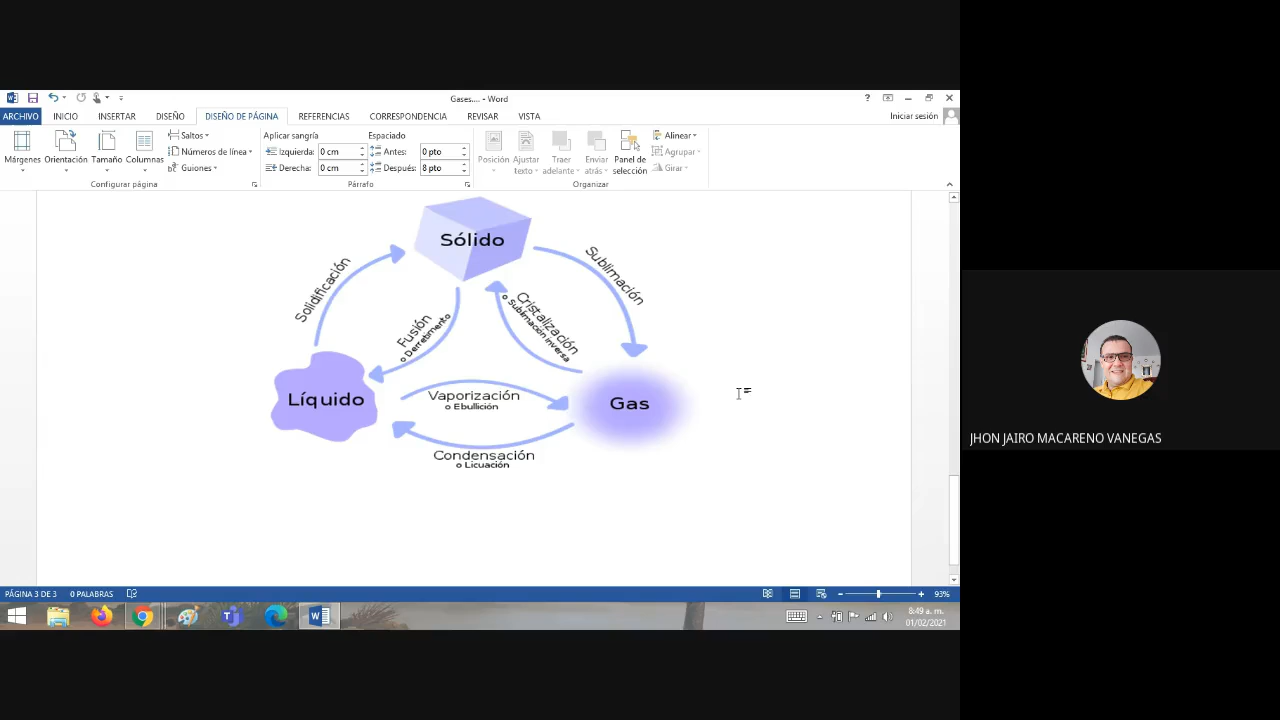 Gases.... - Word
ARCHIVO INICIO INSERTAR DISEÑO DISEÑO DE PÁGINA REFERENCIAS CORRESPONDENCIA REVISAR VISTA Iniciar sesión
Márgenes Orientación Tamaño Columnas
Saltos
Números de línea
Guiones
Configurar página
Aplicar sangría
Izquierda: 0 cm
Derecha: 0 cm
Espaciado
Antes: 0 pto
Después: 8 pto
Párrafo
Posición
Ajustar texto
Traer adelante
Enviar atrás
Panel de selección
Alinear
Agrupar
Girar
Organizar
Sólido
Solidificación
Sublimación
Fusión
o Derretimento
Cristalización
o Sublimación inversa
Líquido
Vaporización
o Ebullición
Gas
Condensación
o Licuación
JHON JAIRO MACARENO VANEGAS
PÁGINA 3 DE 3 0 PALABRAS 93%
8:49 a. m.
01/02/2021